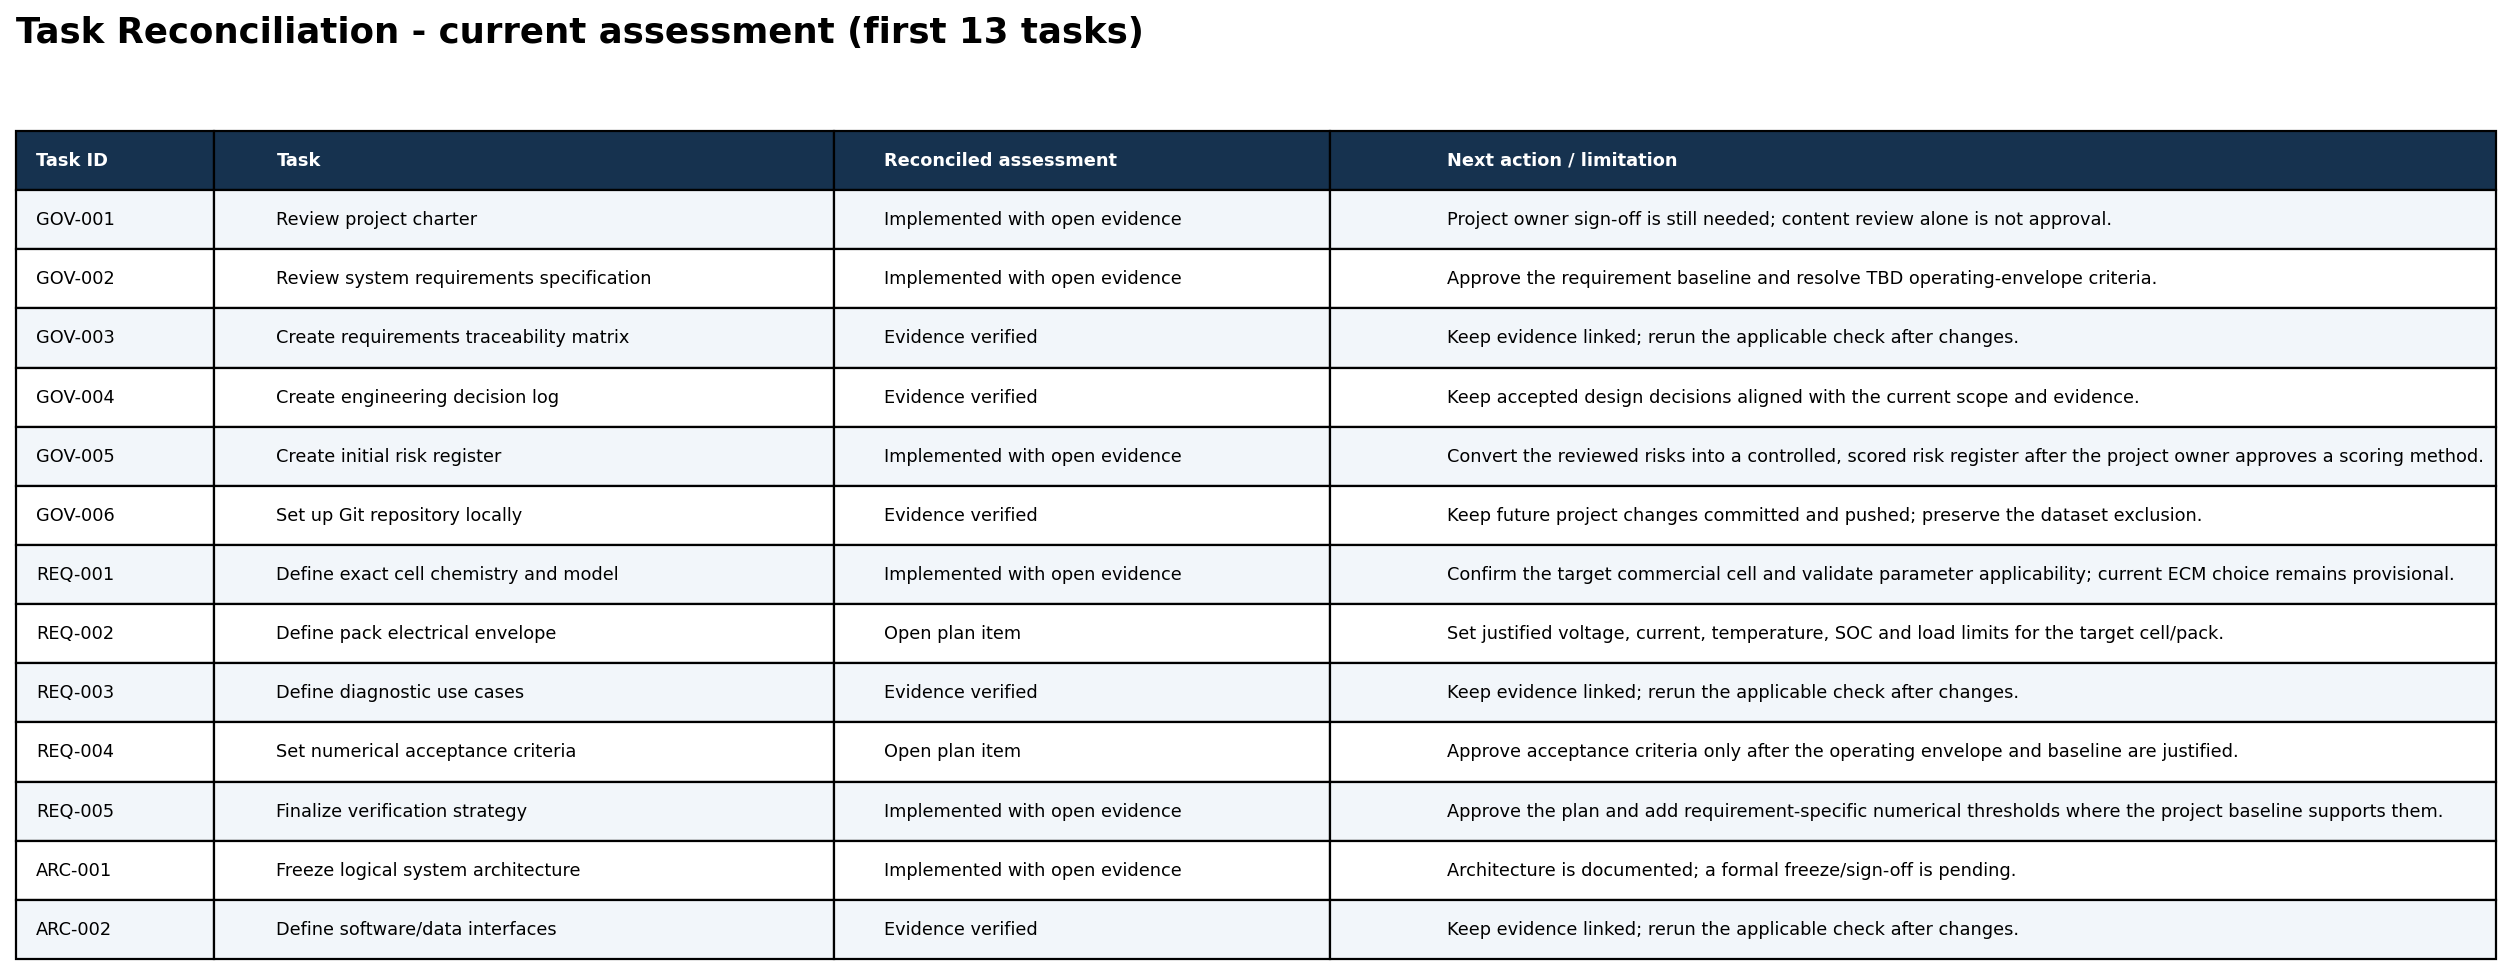 Task Reconciliation - current assessment (first 13 tasks)
Task ID Task Reconciled assessment Next action / limitation
GOV-001 Review project charter Implemented with open evidence Project owner sign-off is still needed; content review alone is not approval.
GOV-002 Review system requirements specification Implemented with open evidence Approve the requirement baseline and resolve TBD operating-envelope criteria.
GOV-003 Create requirements traceability matrix Evidence verified Keep evidence linked; rerun the applicable check after changes.
GOV-004 Create engineering decision log Evidence verified Keep accepted design decisions aligned with the current scope and evidence.
GOV-005 Create initial risk register Implemented with open evidence Convert the reviewed risks into a controlled, scored risk register after the project owner approves a scoring method.
GOV-006 Set up Git repository locally Evidence verified Keep future project changes committed and pushed; preserve the dataset exclusion.
REQ-001 Define exact cell chemistry and model Implemented with open evidence Confirm the target commercial cell and validate parameter applicability; current ECM choice remains provisional.
REQ-002 Define pack electrical envelope Open plan item Set justified voltage, current, temperature, SOC and load limits for the target cell/pack.
REQ-003 Define diagnostic use cases Evidence verified Keep evidence linked; rerun the applicable check after changes.
REQ-004 Set numerical acceptance criteria Open plan item Approve acceptance criteria only after the operating envelope and baseline are justified.
REQ-005 Finalize verification strategy Implemented with open evidence Approve the plan and add requirement-specific numerical thresholds where the project baseline supports them.
ARC-001 Freeze logical system architecture Implemented with open evidence Architecture is documented; a formal freeze/sign-off is pending.
ARC-002 Define software/data interfaces Evidence verified Keep evidence linked; rerun the applicable check after changes.